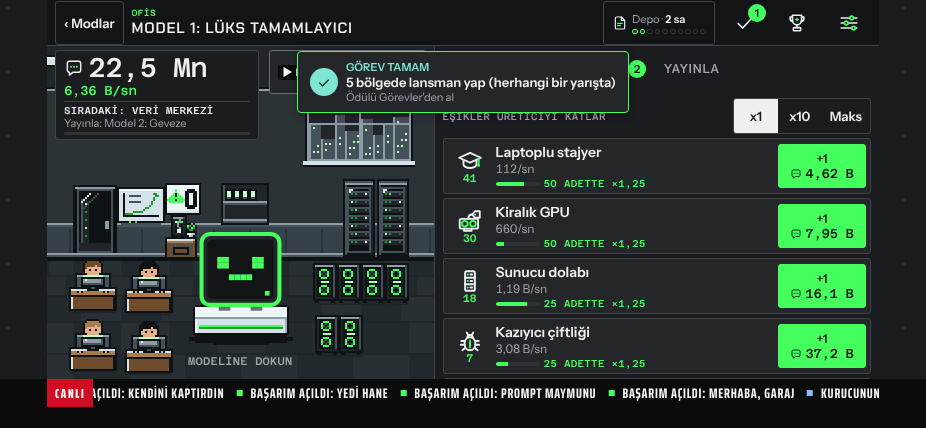 ‹ Modlar
OFİS
MODEL 1: LÜKS TAMAMLAYICI
Depo · 2 sa
1
22,5 Mn
6,36 B/sn
SIRADAKİ: VERİ MERKEZİ
Yayınla: Model 2: Geveze
GÖREV TAMAM
5 bölgede lansman yap (herhangi bir yarışta)
Ödülü Görevler'den al
2
YAYINLA
EŞİKLER ÜRETİCİYİ KATLAR
x1
x10
Maks
Laptoplu stajyer
112/sn
41
50 ADETTE ×1,25
+1
4,62 B
Kiralık GPU
660/sn
30
50 ADETTE ×1,25
+1
7,95 B
Sunucu dolabı
1,19 B/sn
18
25 ADETTE ×1,25
+1
16,1 B
Kazıyıcı çiftliği
3,08 B/sn
7
25 ADETTE ×1,25
+1
37,2 B
MODELİNE DOKUN
CANLI
AÇILDI: KENDİNİ KAPTIRDIN ■ BAŞARIM AÇILDI: YEDİ HANE ■ BAŞARIM AÇILDI: PROMPT MAYMUNU ■ BAŞARIM AÇILDI: MERHABA, GARAJ ■ KURUCUNUN